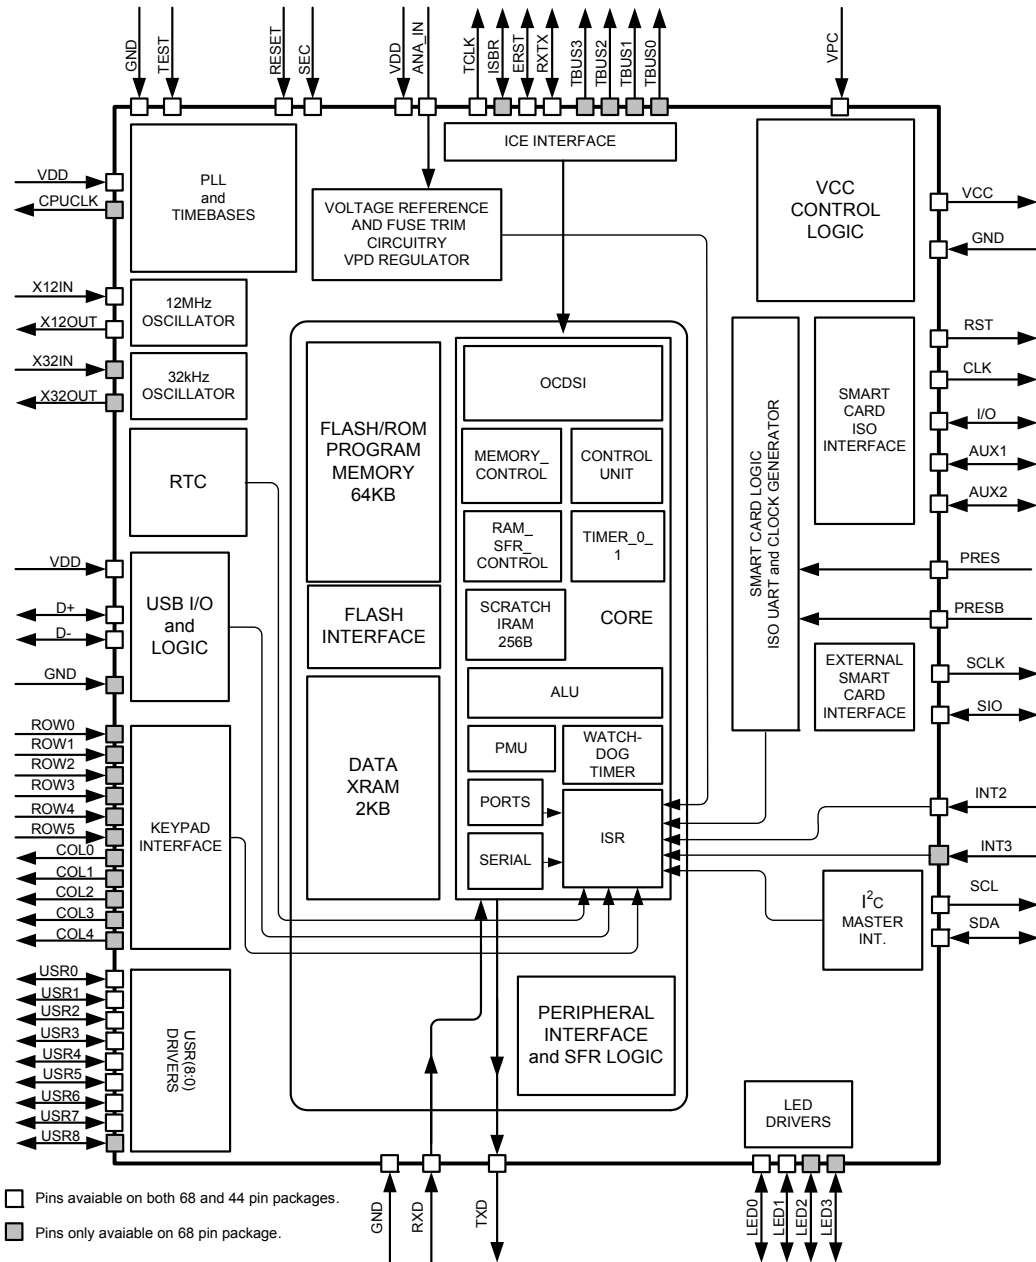 GND
TEST
RESET
SEC
VDD
ANA_IN
TCLK
ISBR
ERST
RXTX
TBUS3
TBUS2
TBUS1
TBUS0
VPC
ICE INTERFACE
PLL
and
TIMEBASES
VOLTAGE REFERENCE
AND FUSE TRIM
CIRCUITRY
VPD REGULATOR
VCC
CONTROL
LOGIC
VDD
CPUCLK
VCC
GND
X12IN
X12OUT
12MHz
OSCILLATOR
X32IN
X32OUT
32kHz
OSCILLATOR
RTC
FLASH/ROM
PROGRAM
MEMORY
64KB
OCDSI
MEMORY_
CONTROL
CONTROL
UNIT
RAM_
SFR_
CONTROL
TIMER_0_
1
SCRATCH
IRAM
256B
CORE
SMART CARD LOGIC
ISO UART and CLOCK GENERATOR
SMART
CARD
ISO
INTERFACE
RST
CLK
I/O
AUX1
AUX2
PRES
PRESB
VDD
D+
D-
GND
USB I/O
and
LOGIC
FLASH
INTERFACE
ALU
EXTERNAL
SMART
CARD
INTERFACE
SCLK
SIO
ROW0
ROW1
ROW2
ROW3
ROW4
ROW5
COL0
COL1
COL2
COL3
COL4
KEYPAD
INTERFACE
DATA
XRAM
2KB
PMU
WATCH-
DOG
TIMER
PORTS
SERIAL
ISR
INT2
INT3
I2C
MASTER
INT.
SCL
SDA
USR0
USR1
USR2
USR3
USR4
USR5
USR6
USR7
USR8
USR(8:0)
DRIVERS
PERIPHERAL
INTERFACE
and SFR LOGIC
LED
DRIVERS
GND
RXD
TXD
LED0
LED1
LED2
LED3
Pins avaiable on both 68 and 44 pin packages.
Pins only avaiable on 68 pin package.